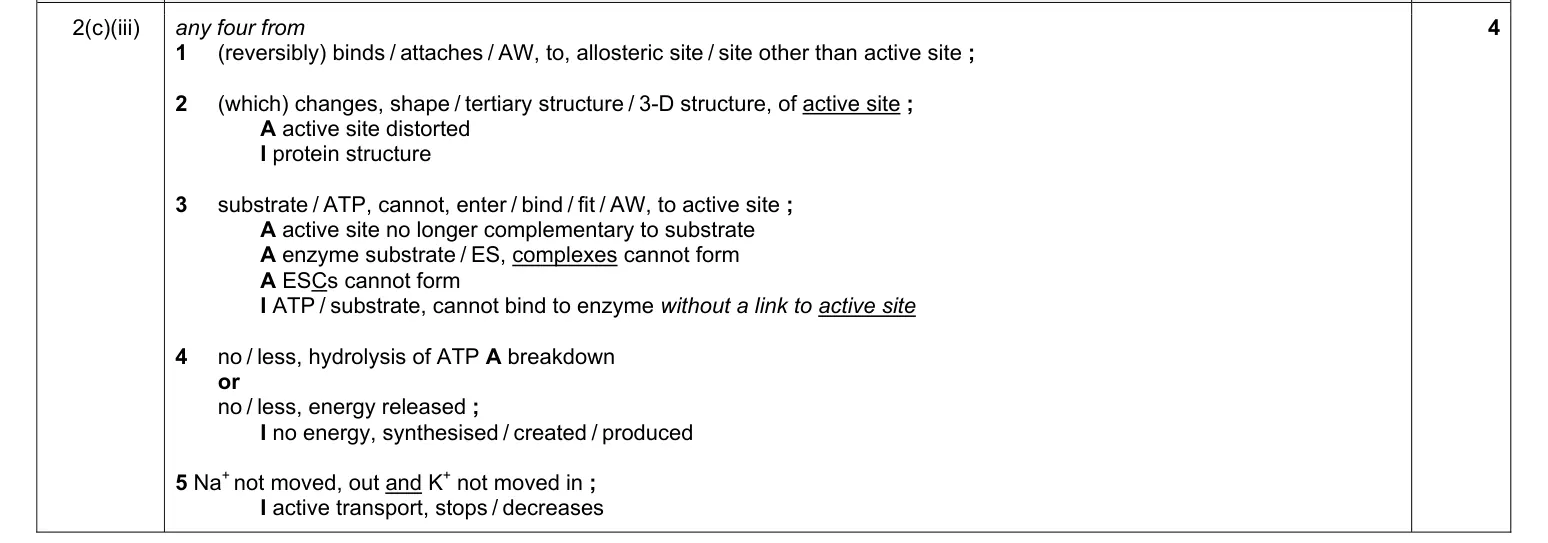 2(c)(iii) any four from 4
1 (reversibly) binds / attaches / AW, to, allosteric site / site other than active site ;
2 (which) changes, shape / tertiary structure / 3-D structure, of active site ;
A active site distorted
I protein structure
3 substrate / ATP, cannot, enter / bind / fit / AW, to active site ;
A active site no longer complementary to substrate
A enzyme substrate / ES, complexes cannot form
A ESCs cannot form
I ATP / substrate, cannot bind to enzyme without a link to active site
4 no / less, hydrolysis of ATP A breakdown
or
no / less, energy released ;
I no energy, synthesised / created / produced
5 Na⁺ not moved, out and K⁺ not moved in ;
I active transport, stops / decreases